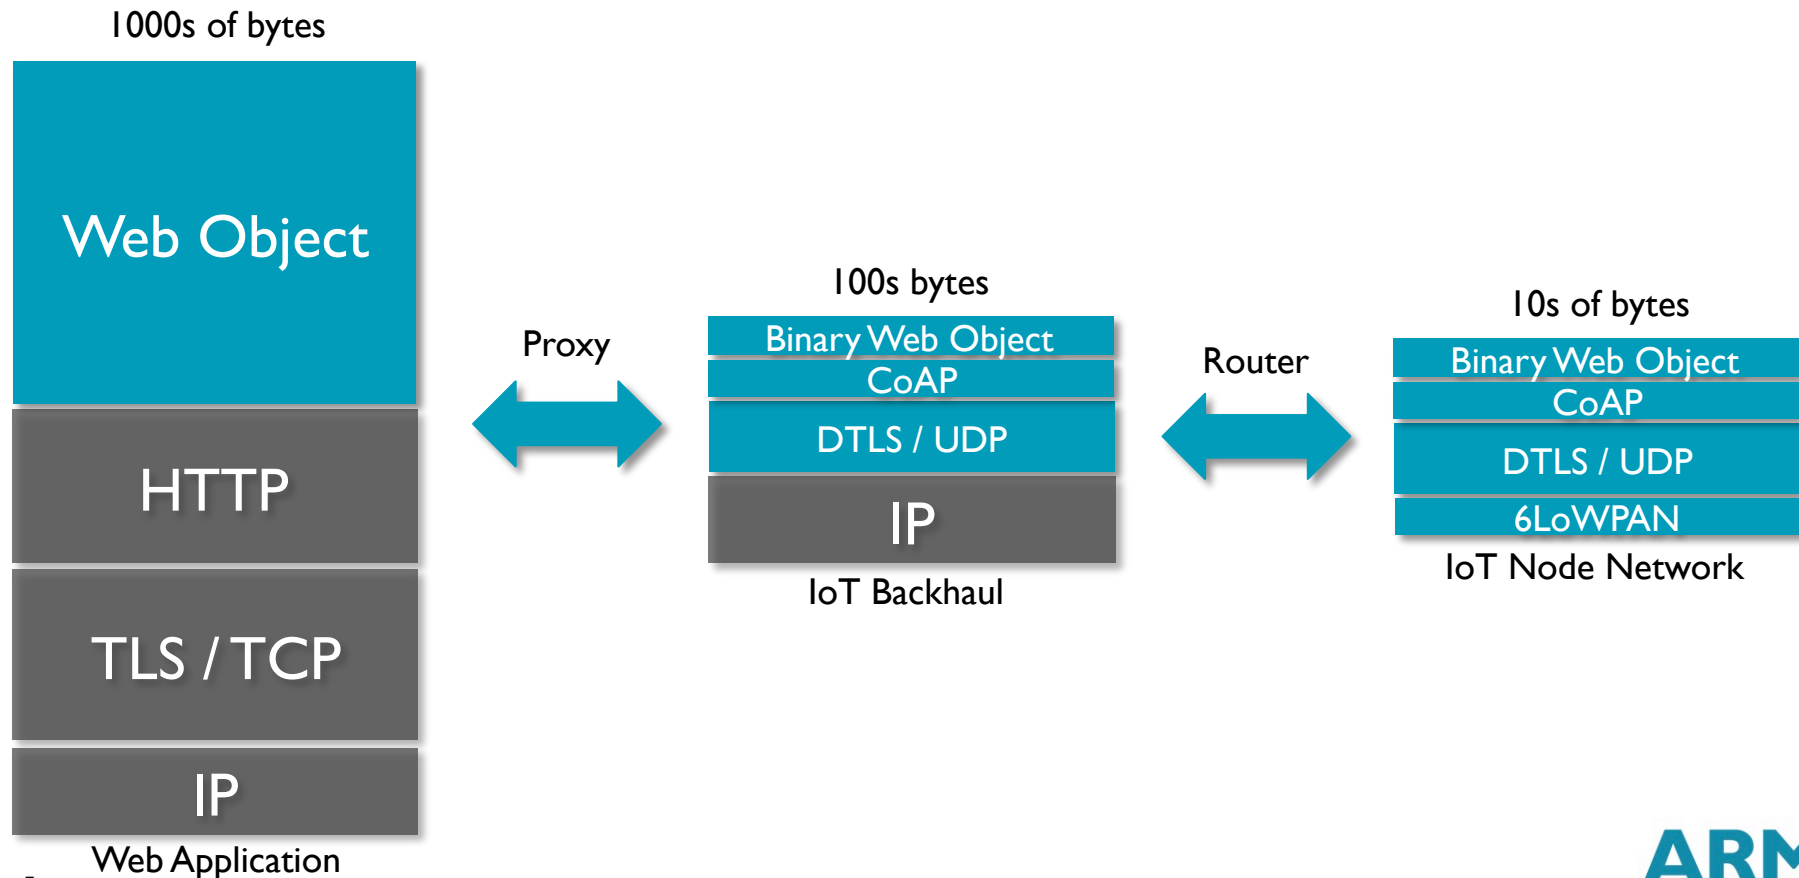 1000s of bytes
Web Object
HTTP
TLS / TCP
IP
Web Application
Proxy
100s bytes
Binary Web Object
CoAP
DTLS / UDP
IP
IoT Backhaul
Router
10s of bytes
Binary Web Object
CoAP
DTLS / UDP
6LoWPAN
IoT Node Network
ARM